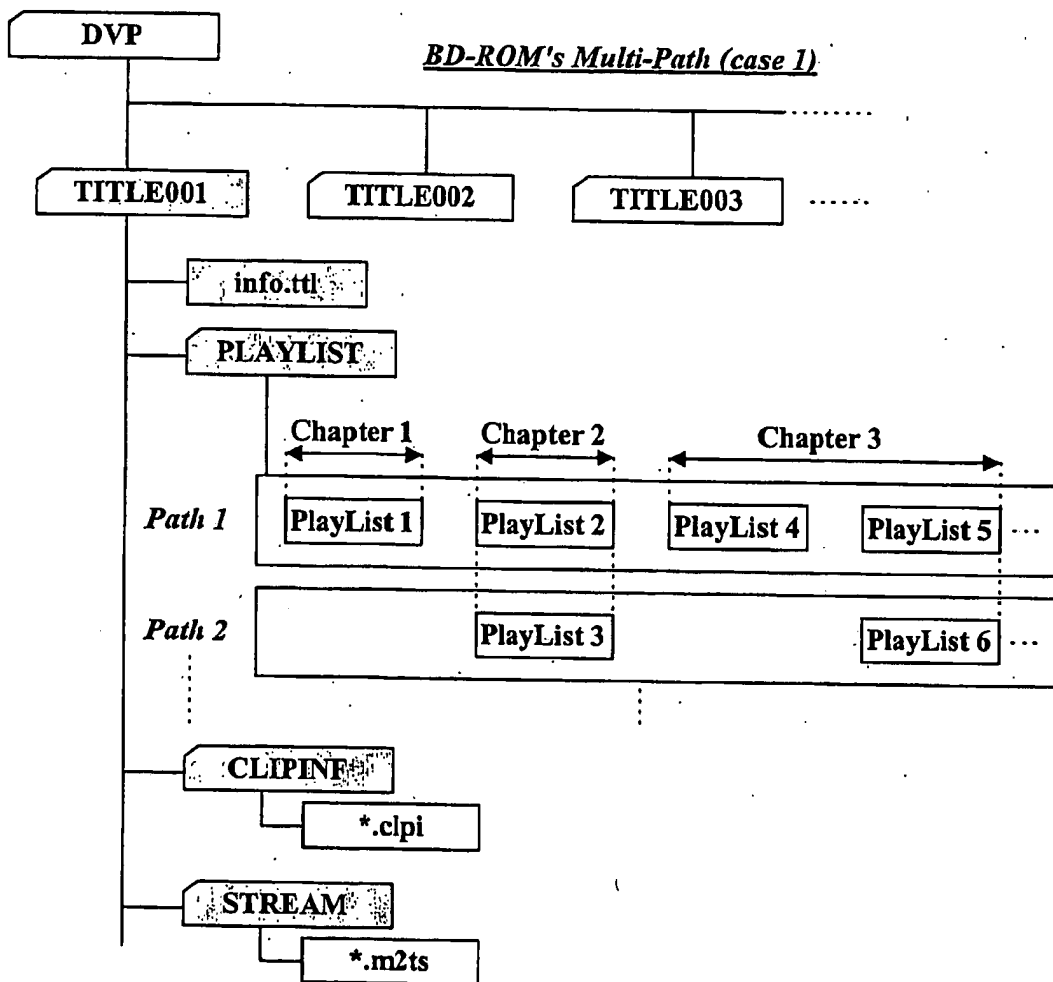 DVP
BD-ROM's Multi-Path (case 1)
TITLE001
TITLE002
TITLE003
info.ttl
PLAYLIST
Chapter 1
Chapter 2
Chapter 3
Path 1
PlayList 1
PlayList 2
PlayList 4
PlayList 5
Path 2
PlayList 3
PlayList 6
CLIPINF
*.clpi
STREAM
*.m2ts